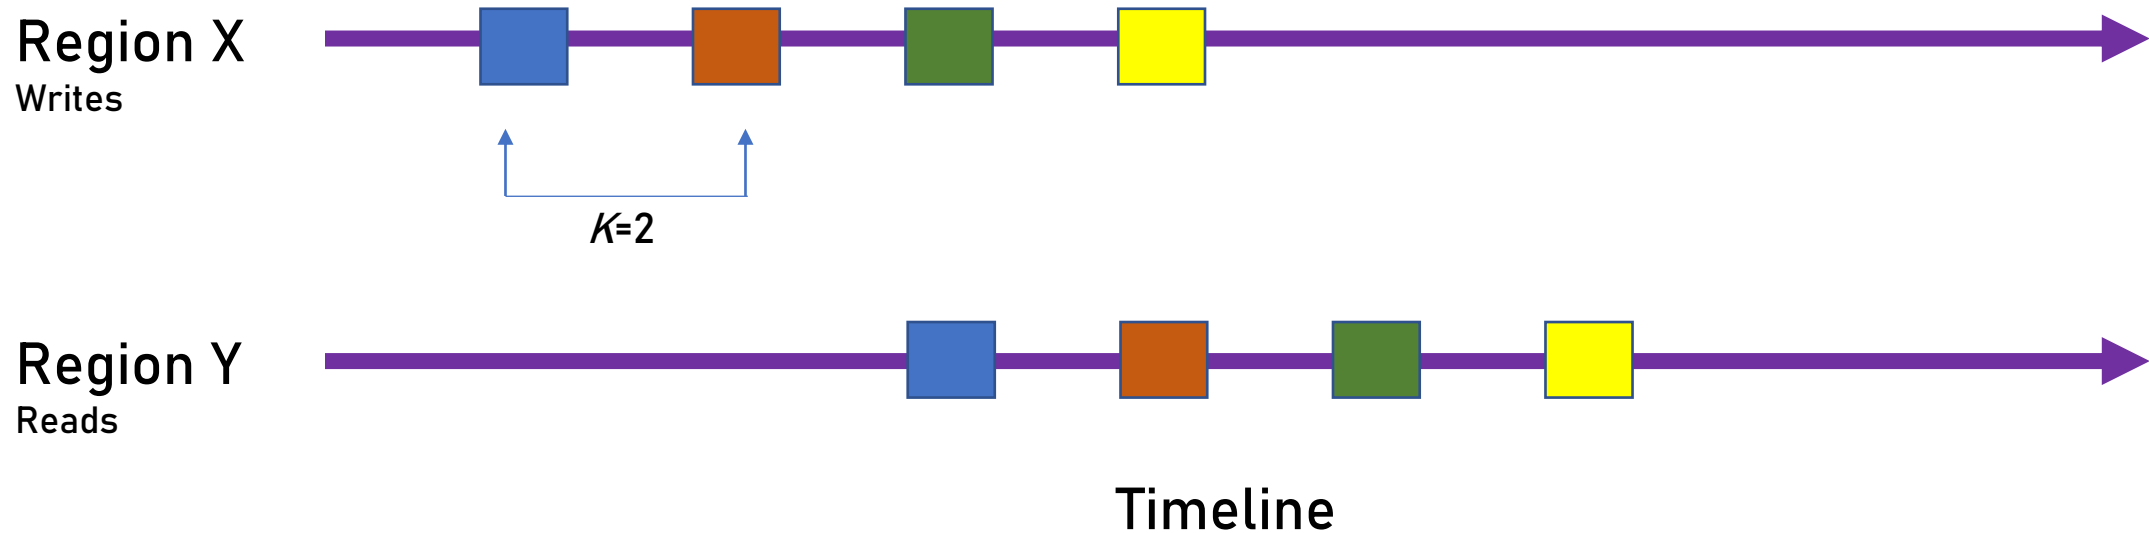 Region X
Writes
K=2
Region Y
Reads
Timeline